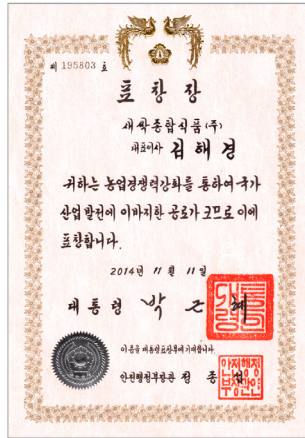 제 195803 호
표 창 장
새싹종합식품(주)
대표이사 김 해 경
귀하는 농업경쟁력강화를 통하여 국가
산업발전에 이바지한 공로가 크므로 이에
표창합니다.
2014년 11월 11일
대 통 령 박 근 혜
이 증을 대통령표창부에 기재합니다.
안전행정부장관 정 종 섭